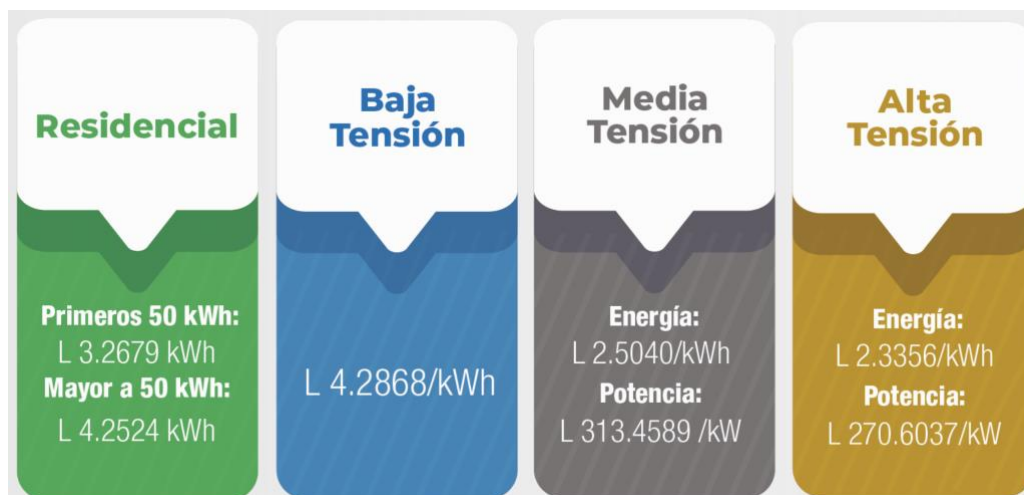 Residencial
Primeros 50 kWh:
L 3.2679 kWh
Mayor a 50 kWh:
L 4.2524 kWh
Baja
Tensión
L 4.2868/kWh
Media
Tensión
Energía:
L 2.5040/kWh
Potencia:
L 313.4589 /kW
Alta
Tensión
Energía:
L 2.3356/kWh
Potencia:
L 270.6037/kW